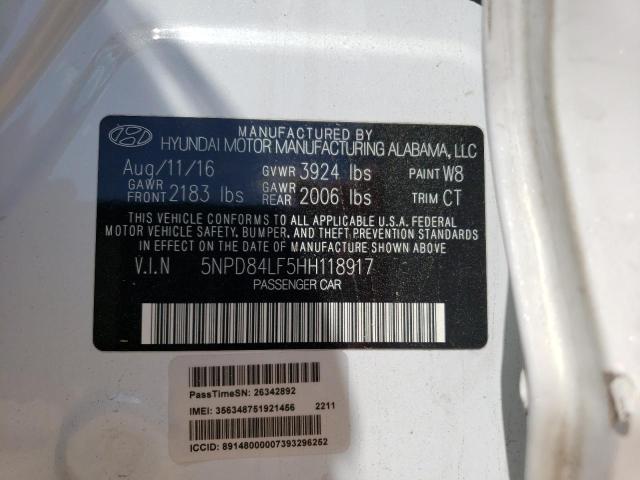 MANUFACTURED BY
HYUNDAI MOTOR MANUFACTURING ALABAMA, LLC
Aug/11/16 GVWR 3924 lbs PAINT W8
GAWR FRONT 2183 lbs GAWR REAR 2006 lbs TRIM CT
THIS VEHICLE CONFORMS TO ALL APPLICABLE U.S.A. FEDERAL
MOTOR VEHICLE SAFETY, BUMPER, AND THEFT PREVENTION STANDARDS
IN EFFECT ON THE DATE OF MANUFACTURE SHOWN ABOVE.
V.I.N 5NPD84LF5HH118917
PASSENGER CAR
PassTimeSN: 26342892
IMEI: 356348751921456 2211
ICCID: 89148000007393296252